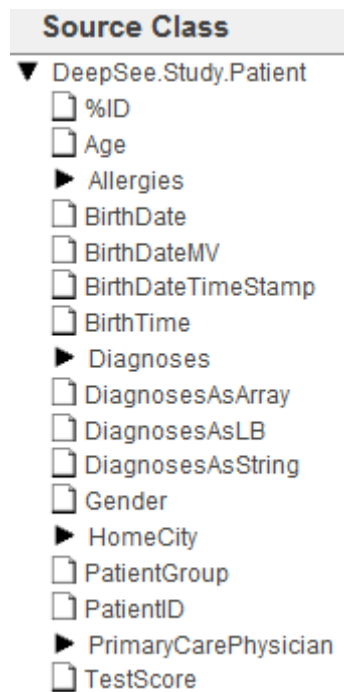 Source Class
DeepSee.Study.Patient
%ID
Age
Allergies
BirthDate
BirthDateMV
BirthDateTimeStamp
BirthTime
Diagnoses
DiagnosesAsArray
DiagnosesAsLB
DiagnosesAsString
Gender
HomeCity
PatientGroup
PatientID
PrimaryCarePhysician
TestScore